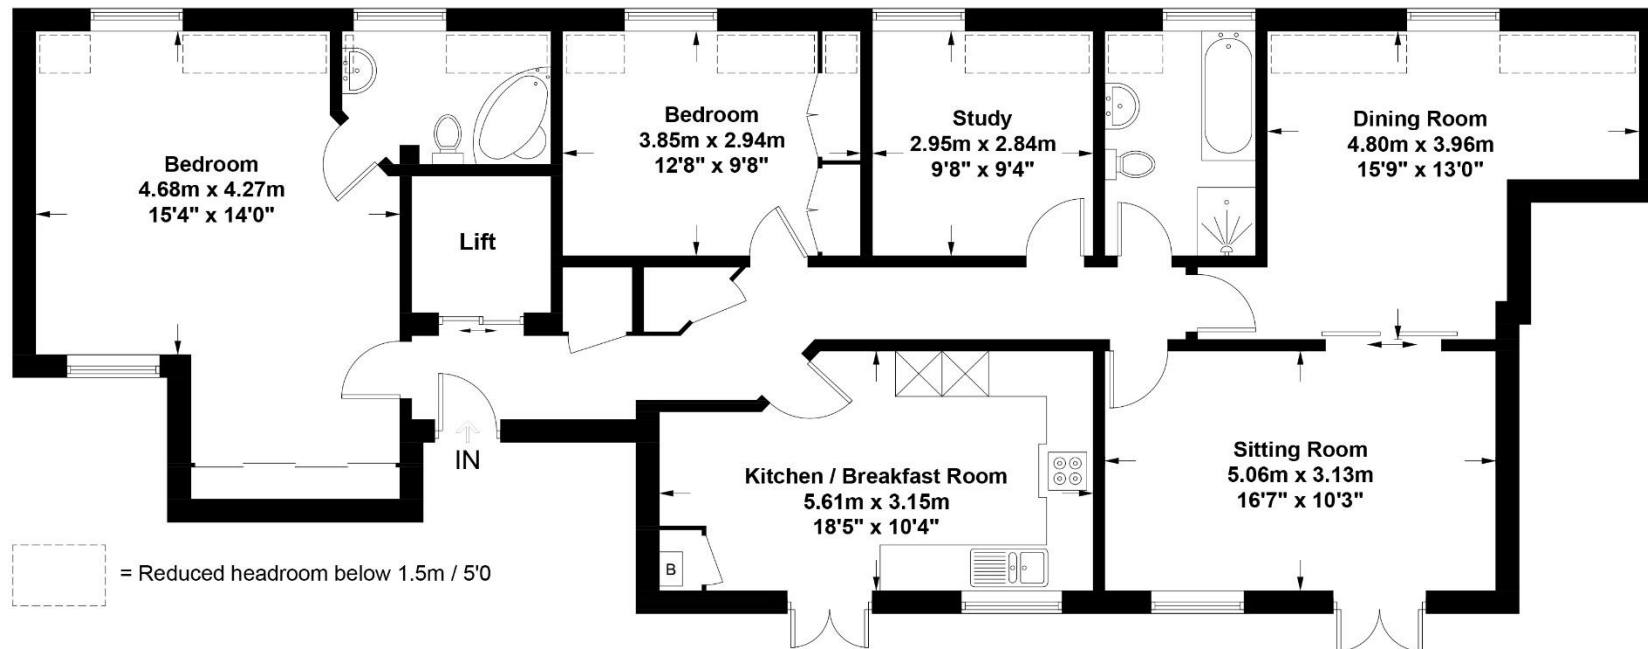 Bedroom
4.68m x 4.27m
15'4" x 14'0"
Lift
Bedroom
3.85m x 2.94m
12'8" x 9'8"
Study
2.95m x 2.84m
9'8" x 9'4"
Dining Room
4.80m x 3.96m
15'9" x 13'0"
IN
Kitchen / Breakfast Room
5.61m x 3.15m
18'5" x 10'4"
B
Sitting Room
5.06m x 3.13m
16'7" x 10'3"
= Reduced headroom below 1.5m / 5'0